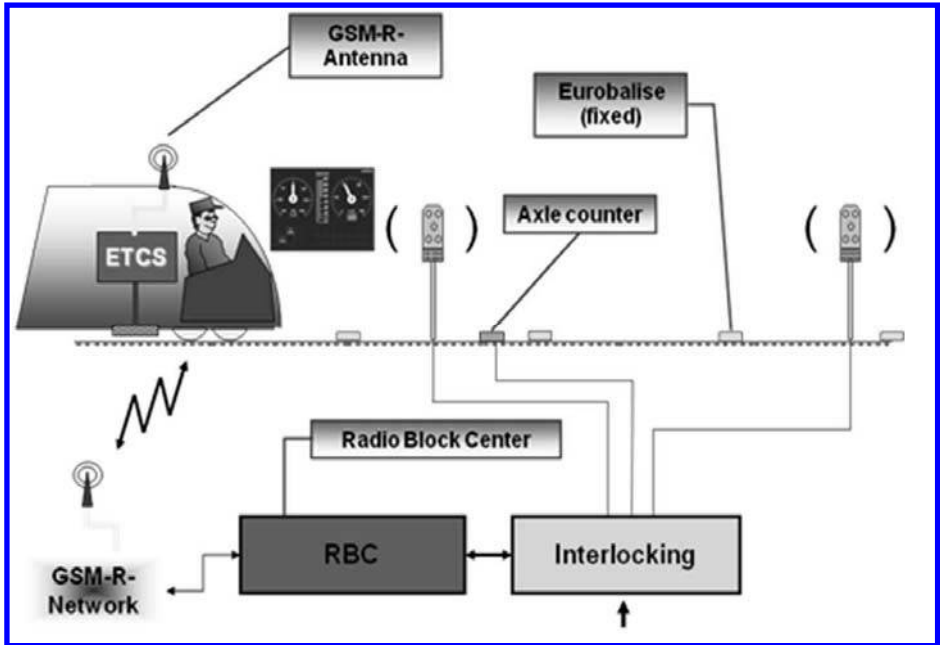 GSM-R-
Antenna
Eurobalise
(fixed)
Axle counter
ETCS
Radio Block Center
RBC
Interlocking
GSM-R-
Network